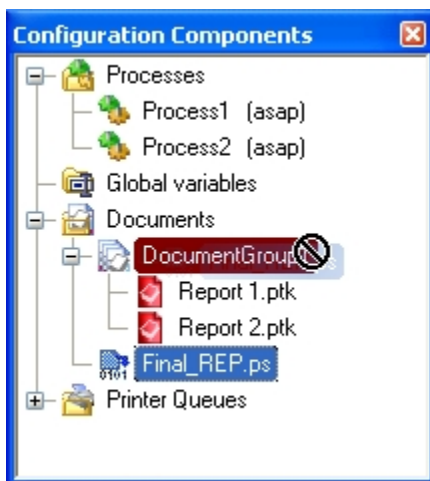 Configuration Components
Processes
Process1 (asap)
Process2 (asap)
Global variables
Documents
DocumentGroup
Report 1.ptk
Report 2.ptk
Final_REP.ps
Printer Queues